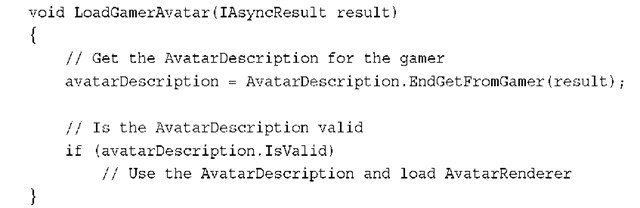 void LoadGamerAvatar(IAsyncResult result)
{
    // Get the AvatarDescription for the gamer
    avatarDescription = AvatarDescription.EndGetFromGamer(result);

    // Is the AvatarDescription valid
    if (avatarDescription.IsValid)
        // Use the AvatarDescription and load AvatarRenderer
}